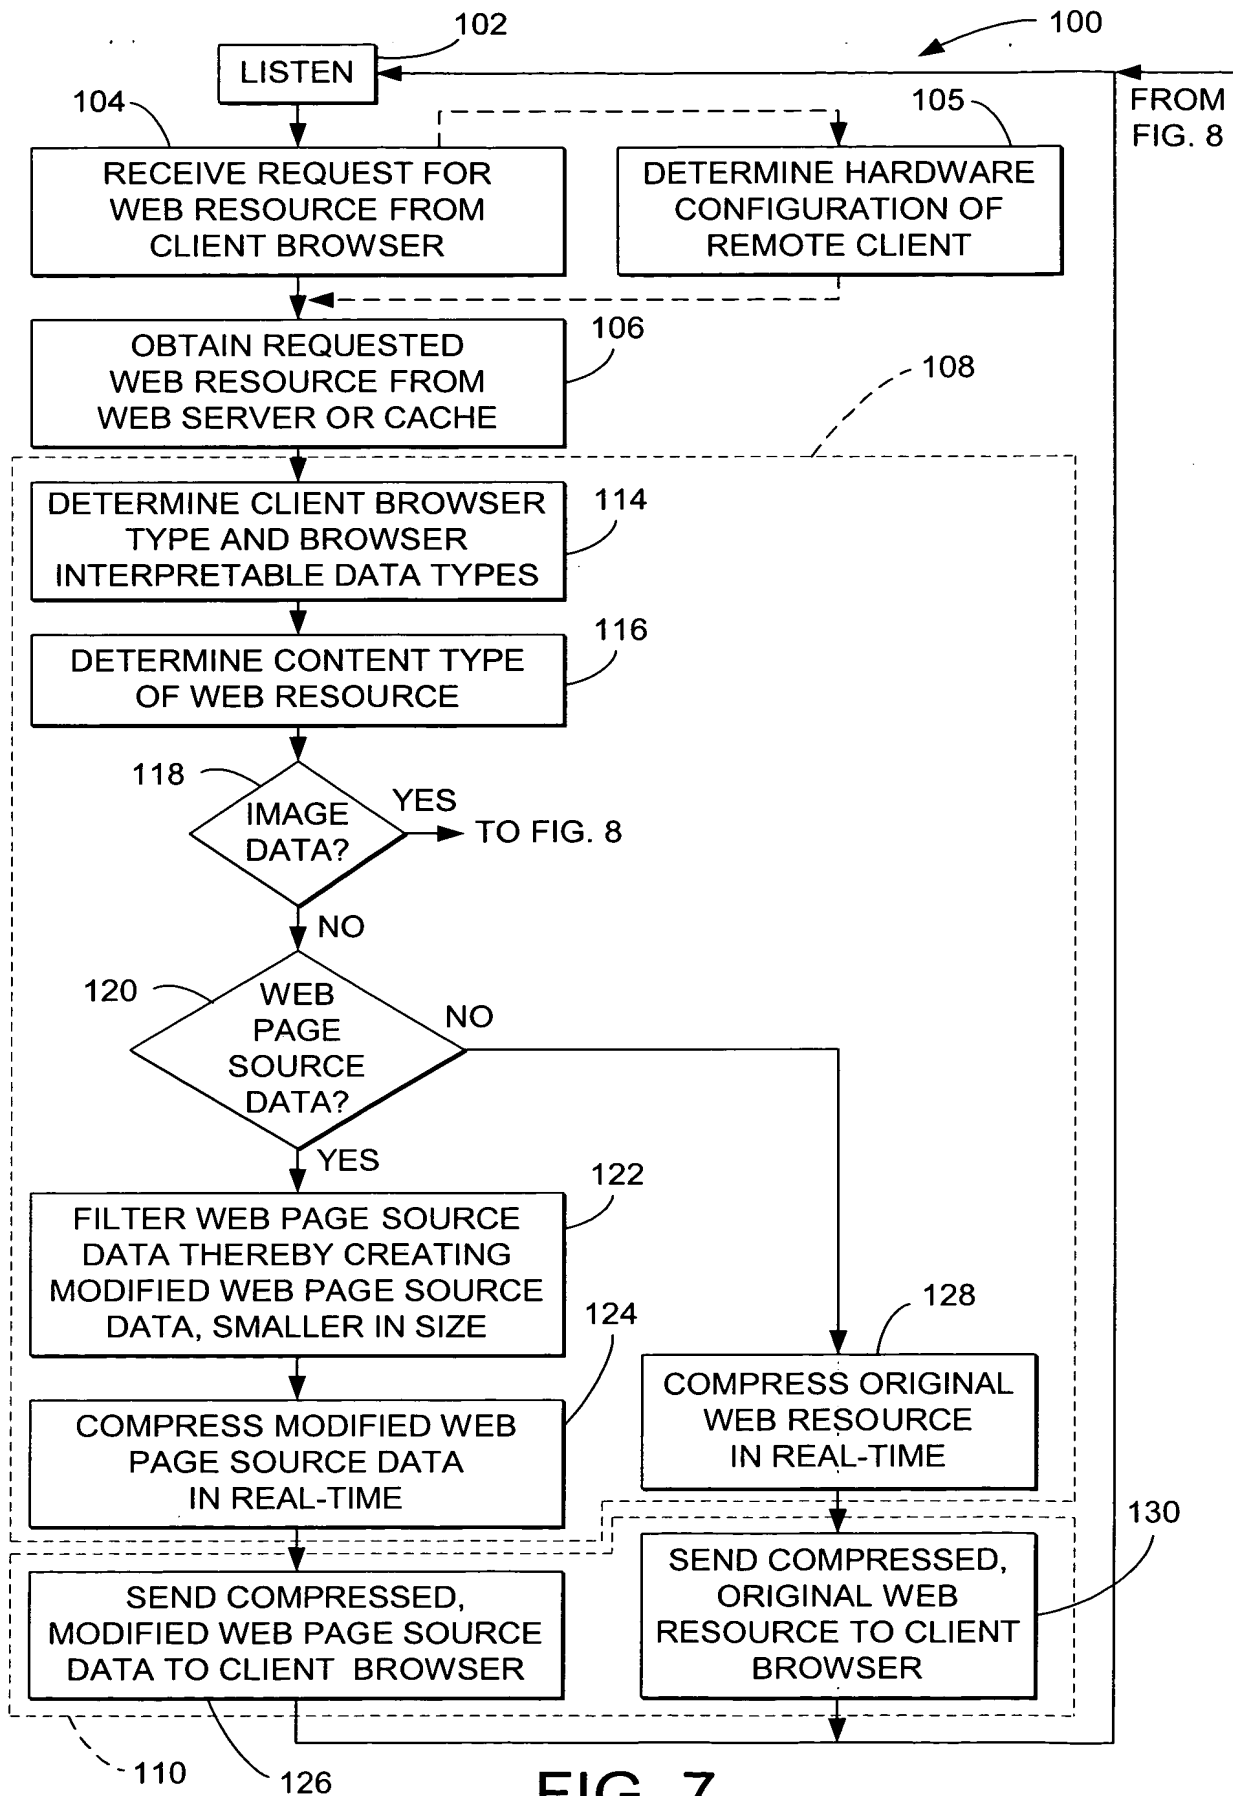 102
100
LISTEN
FROM
FIG. 8
104
105
RECEIVE REQUEST FOR
WEB RESOURCE FROM
CLIENT BROWSER
DETERMINE HARDWARE
CONFIGURATION OF
REMOTE CLIENT
106
OBTAIN REQUESTED
WEB RESOURCE FROM
WEB SERVER OR CACHE
108
114
DETERMINE CLIENT BROWSER
TYPE AND BROWSER
INTERPRETABLE DATA TYPES
116
DETERMINE CONTENT TYPE
OF WEB RESOURCE
118
IMAGE
DATA?
YES
TO FIG. 8
NO
120
WEB
PAGE
SOURCE
DATA?
NO
YES
122
FILTER WEB PAGE SOURCE
DATA THEREBY CREATING
MODIFIED WEB PAGE SOURCE
DATA, SMALLER IN SIZE
124
128
COMPRESS MODIFIED WEB
PAGE SOURCE DATA
IN REAL-TIME
COMPRESS ORIGINAL
WEB RESOURCE
IN REAL-TIME
130
SEND COMPRESSED,
MODIFIED WEB PAGE SOURCE
DATA TO CLIENT BROWSER
SEND COMPRESSED,
ORIGINAL WEB
RESOURCE TO CLIENT
BROWSER
110
126
FIG. 7